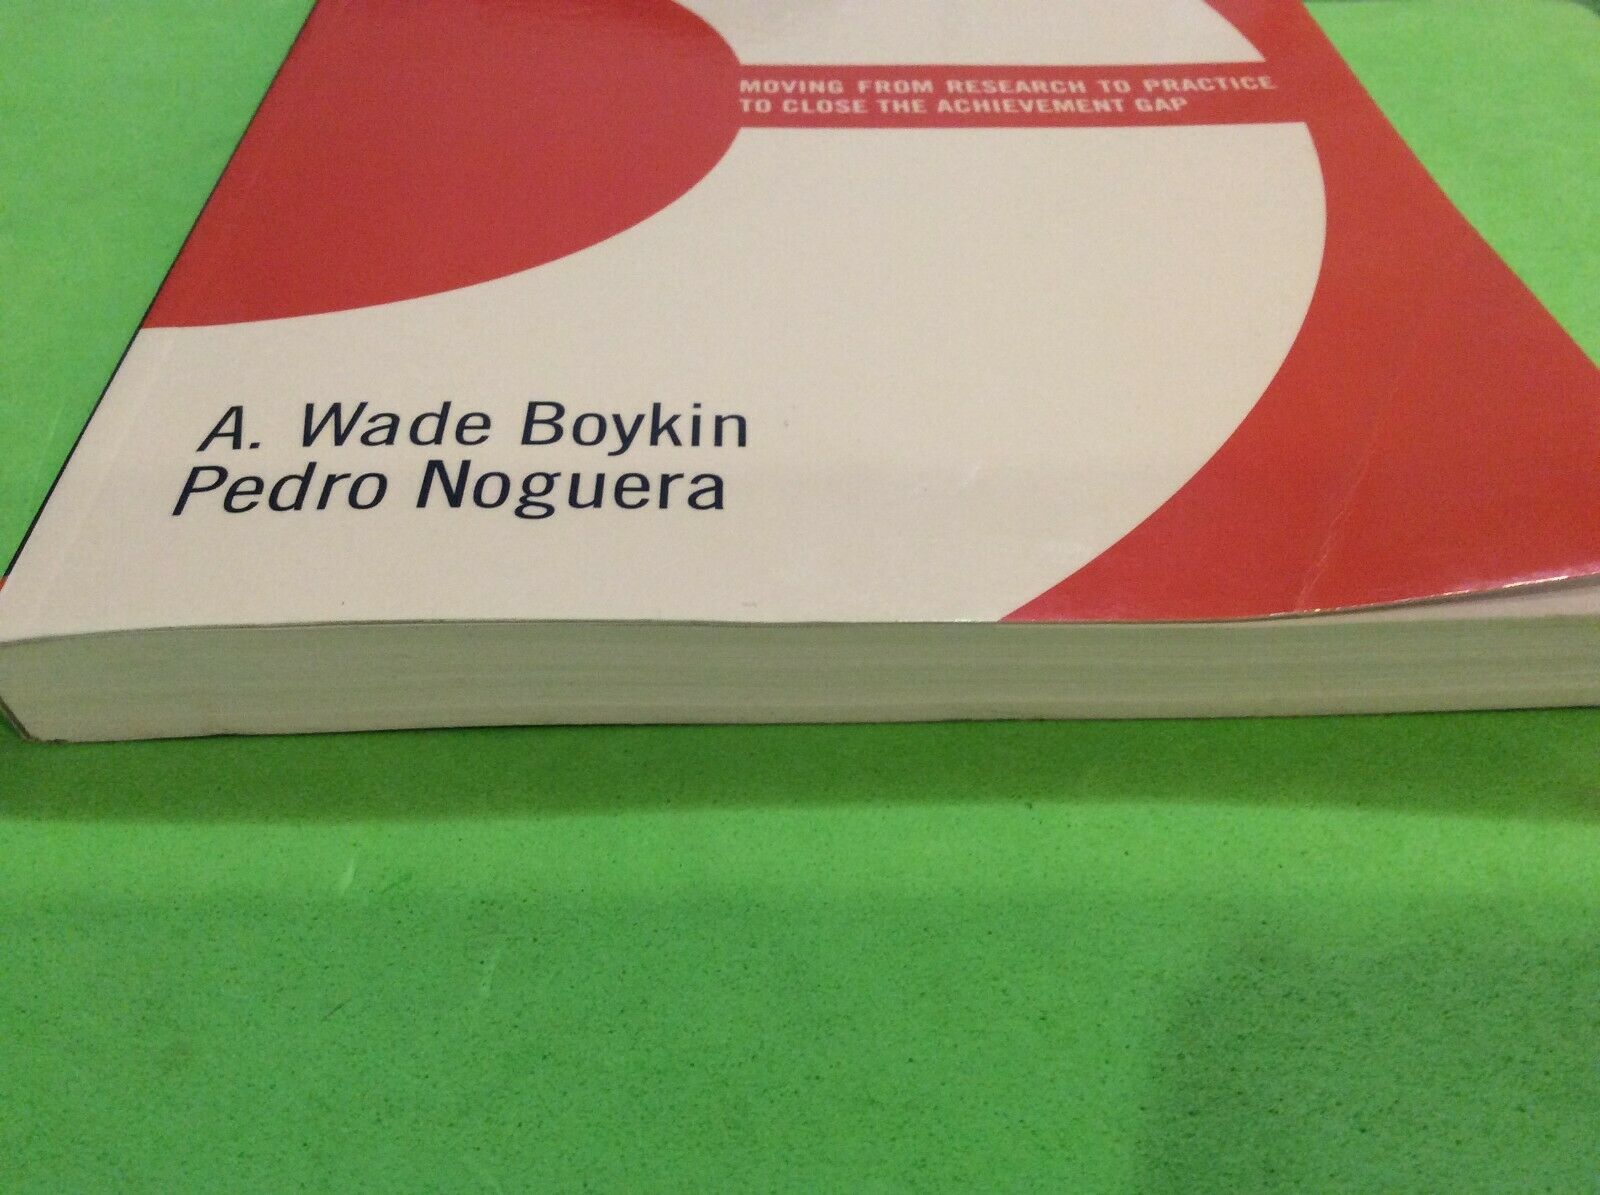 MOVING FROM RESEARCH TO PRACTICE
TO CLOSE THE ACHIEVEMENT GAP
A. Wade Boykin
Pedro Noguera